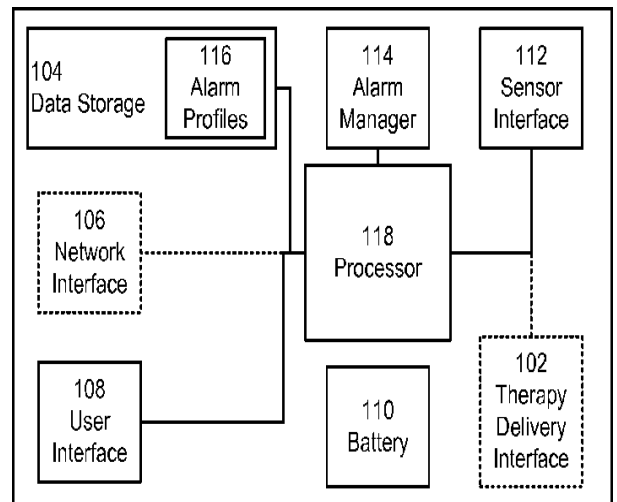 104
Data Storage
116
Alarm
Profiles
114
Alarm
Manager
112
Sensor
Interface
106
Network
Interface
118
Processor
108
User
Interface
110
Battery
102
Therapy
Delivery
Interface